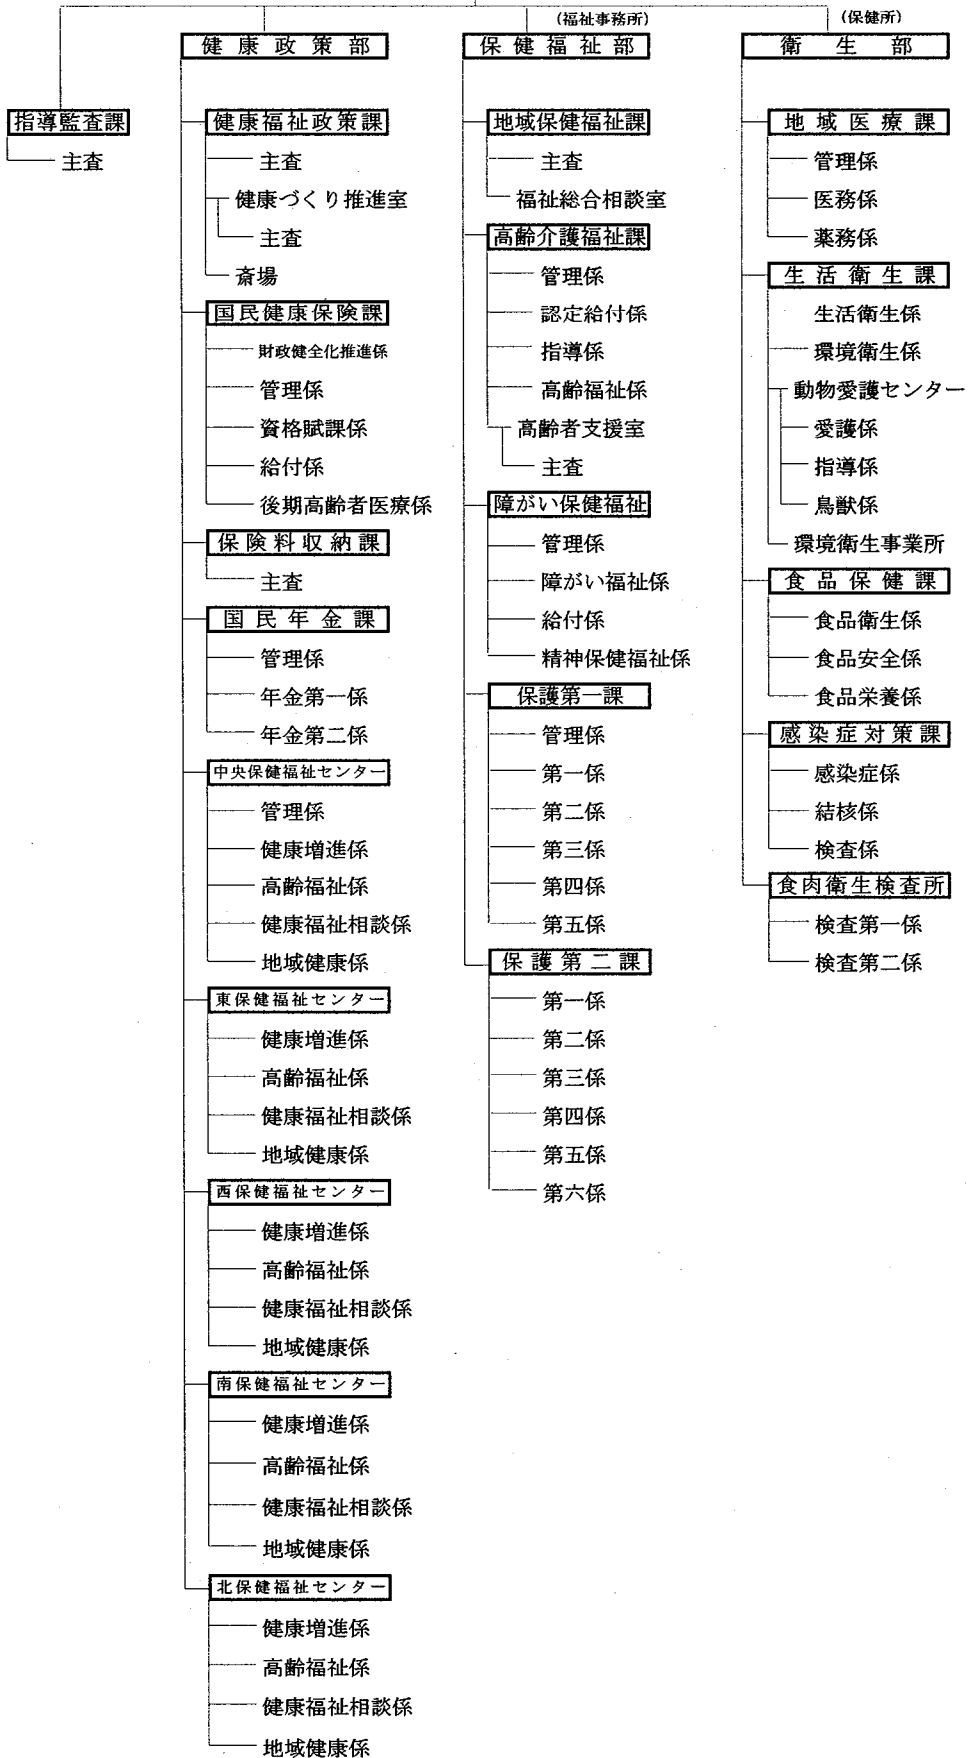 指導監査課
主査
健康政策部
健康福祉政策課
主査
健康づくり推進室
主査
斎場
国民健康保険課
財政健全化推進係
管理係
資格賦課係
給付係
後期高齢者医療係
保険料収納課
主査
国民年金課
管理係
年金第一係
年金第二係
中央保健福祉センター
管理係
健康増進係
高齢福祉係
健康福祉相談係
地域健康係
東保健福祉センター
健康増進係
高齢福祉係
健康福祉相談係
地域健康係
西保健福祉センター
健康増進係
高齢福祉係
健康福祉相談係
地域健康係
南保健福祉センター
健康増進係
高齢福祉係
健康福祉相談係
地域健康係
北保健福祉センター
健康増進係
高齢福祉係
健康福祉相談係
地域健康係
(福祉事務所)
保健福祉部
地域保健福祉課
主査
福祉総合相談室
高齢介護福祉課
管理係
認定給付係
指導係
高齢福祉係
高齢者支援室
主査
障がい保健福祉
管理係
障がい福祉係
給付係
精神保健福祉係
保護第一課
管理係
第一係
第二係
第三係
第四係
第五係
保護第二課
第一係
第二係
第三係
第四係
第五係
第六係
(保健所)
衛生部
地域医療課
管理係
医務係
薬務係
生活衛生課
生活衛生係
環境衛生係
動物愛護センター
愛護係
指導係
鳥獣係
環境衛生事業所
食品保健課
食品衛生係
食品安全係
食品栄養係
感染症対策課
感染症係
結核係
検査係
食肉衛生検査所
検査第一係
検査第二係